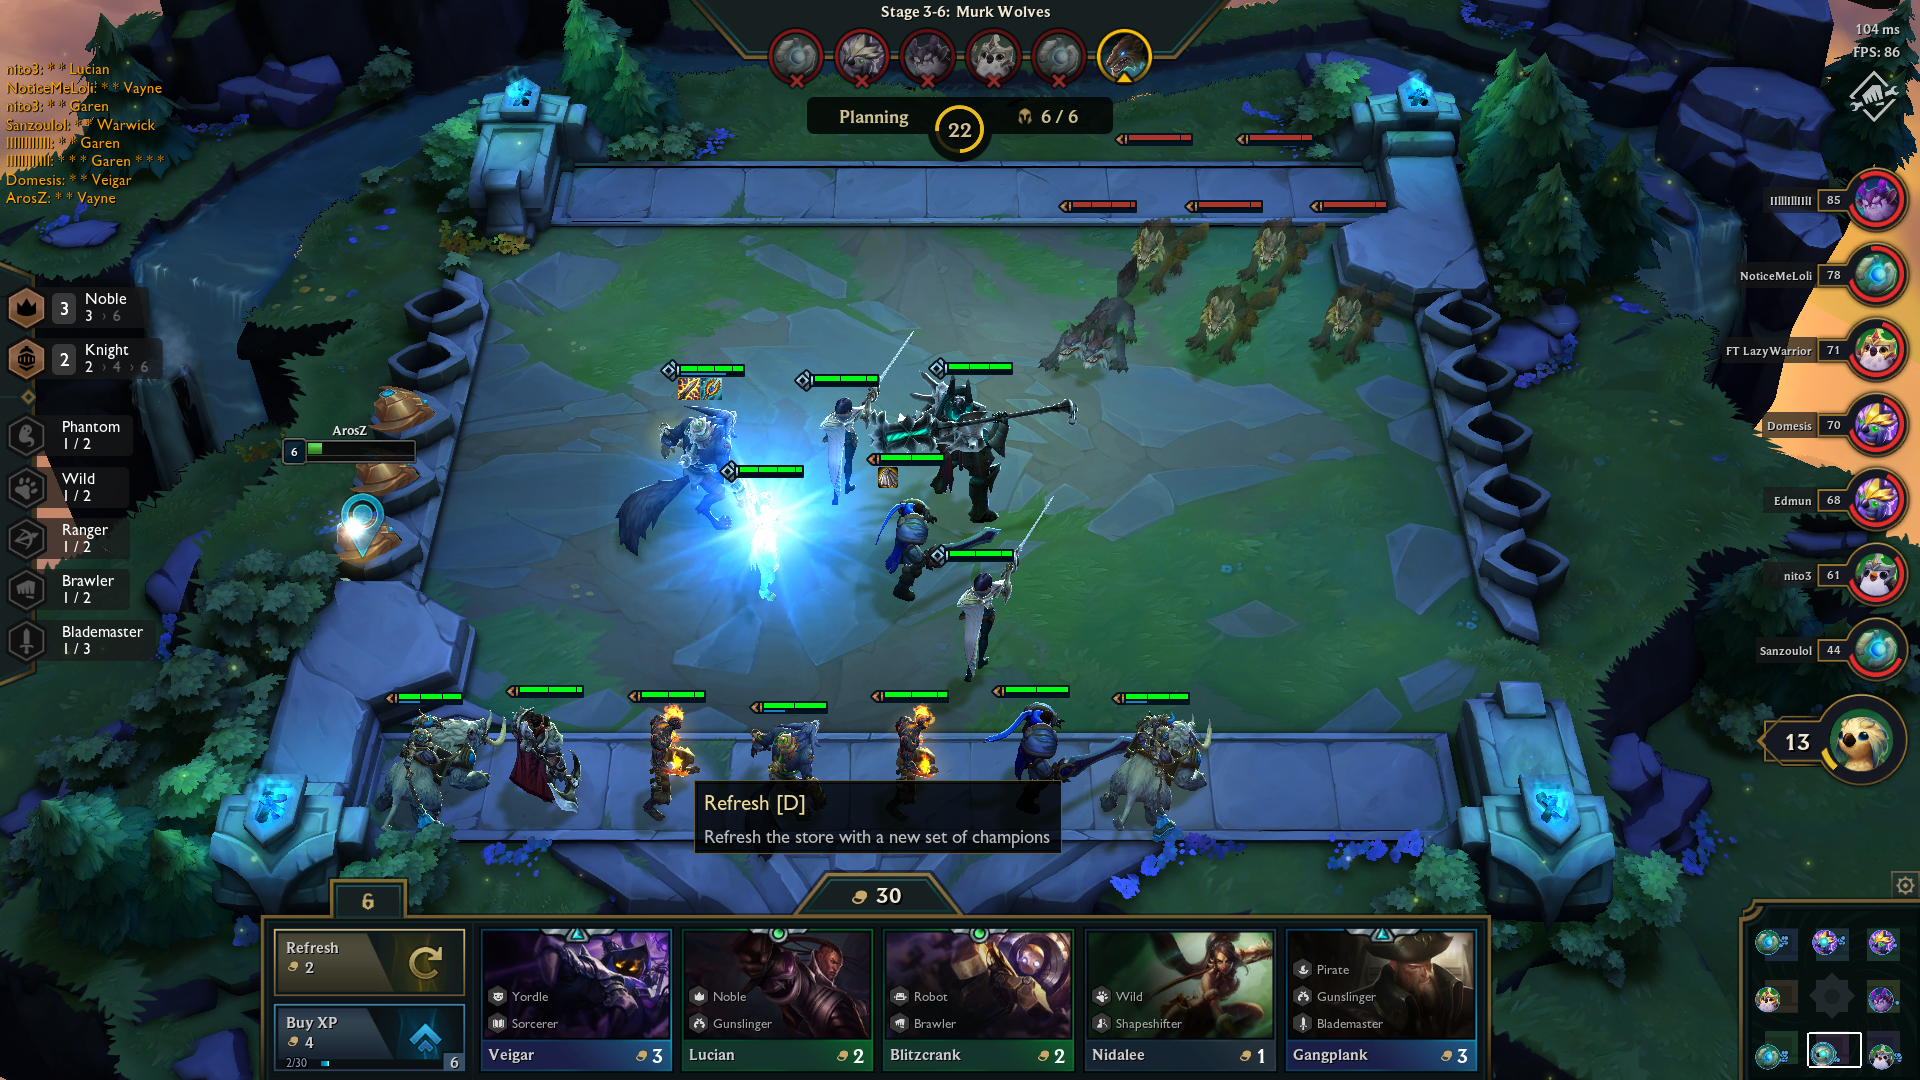 Stage 3-6: Murk Wolves
104 ms
FPS: 86
Planning
22
6 / 6
nito3: * * Lucian
NoticeMeLoli: * * Vayne
nito3: * * Garen
Sanzoulol: * * Warwick
* * Garen
* * * Garen * * *
Domesis: * * Veigar
ArosZ: * * Vayne
3
Noble
3 › 6
2
Knight
2 › 4 › 6
Phantom
1 / 2
Wild
1 / 2
Ranger
1 / 2
Brawler
1 / 2
Blademaster
1 / 3
ArosZ
6
85
NoticeMeLoli
78
FT LazyWarrior
71
Domesis
70
Edmun
68
nito3
61
Sanzoulol
44
13
Refresh [D]
Refresh the store with a new set of champions
6
30
Refresh
2
Buy XP
4
2/30
6
Yordle
Sorcerer
Veigar
3
Noble
Gunslinger
Lucian
2
Robot
Brawler
Blitzcrank
2
Wild
Shapeshifter
Nidalee
1
Pirate
Gunslinger
Blademaster
Gangplank
3